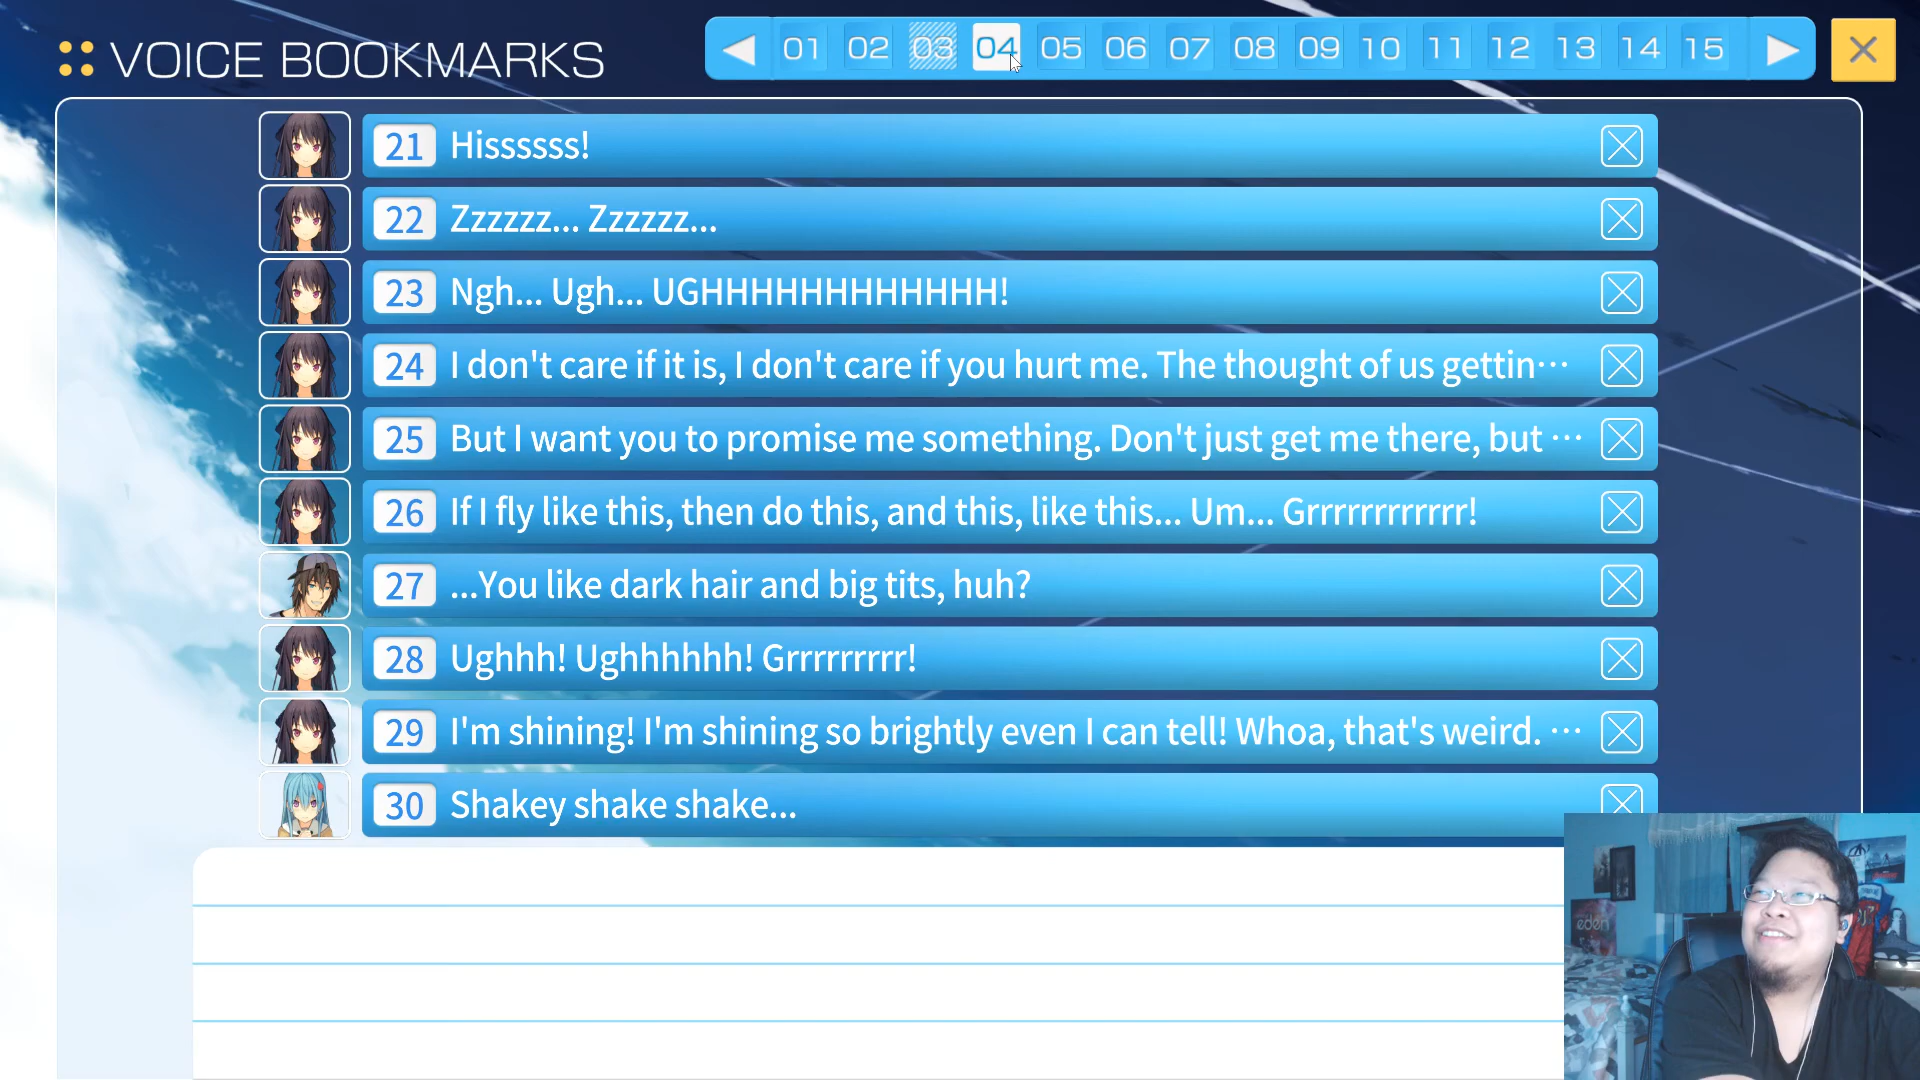 VOICE BOOKMARKS
01 02 03 04 05 06 07 08 09 10 11 12 13 14 15
21 Hissssss!
22 Zzzzzz... Zzzzzz...
23 Ngh... Ugh... UGHHHHHHHHHHHH!
24 I don't care if it is, I don't care if you hurt me. The thought of us gettin⋯
25 But I want you to promise me something. Don't just get me there, but ⋯
26 If I fly like this, then do this, and this, like this... Um... Grrrrrrrrrrrr!
27 ...You like dark hair and big tits, huh?
28 Ughhh! Ughhhhhh! Grrrrrrrrr!
29 I'm shining! I'm shining so brightly even I can tell! Whoa, that's weird. ⋯
30 Shakey shake shake...
eden